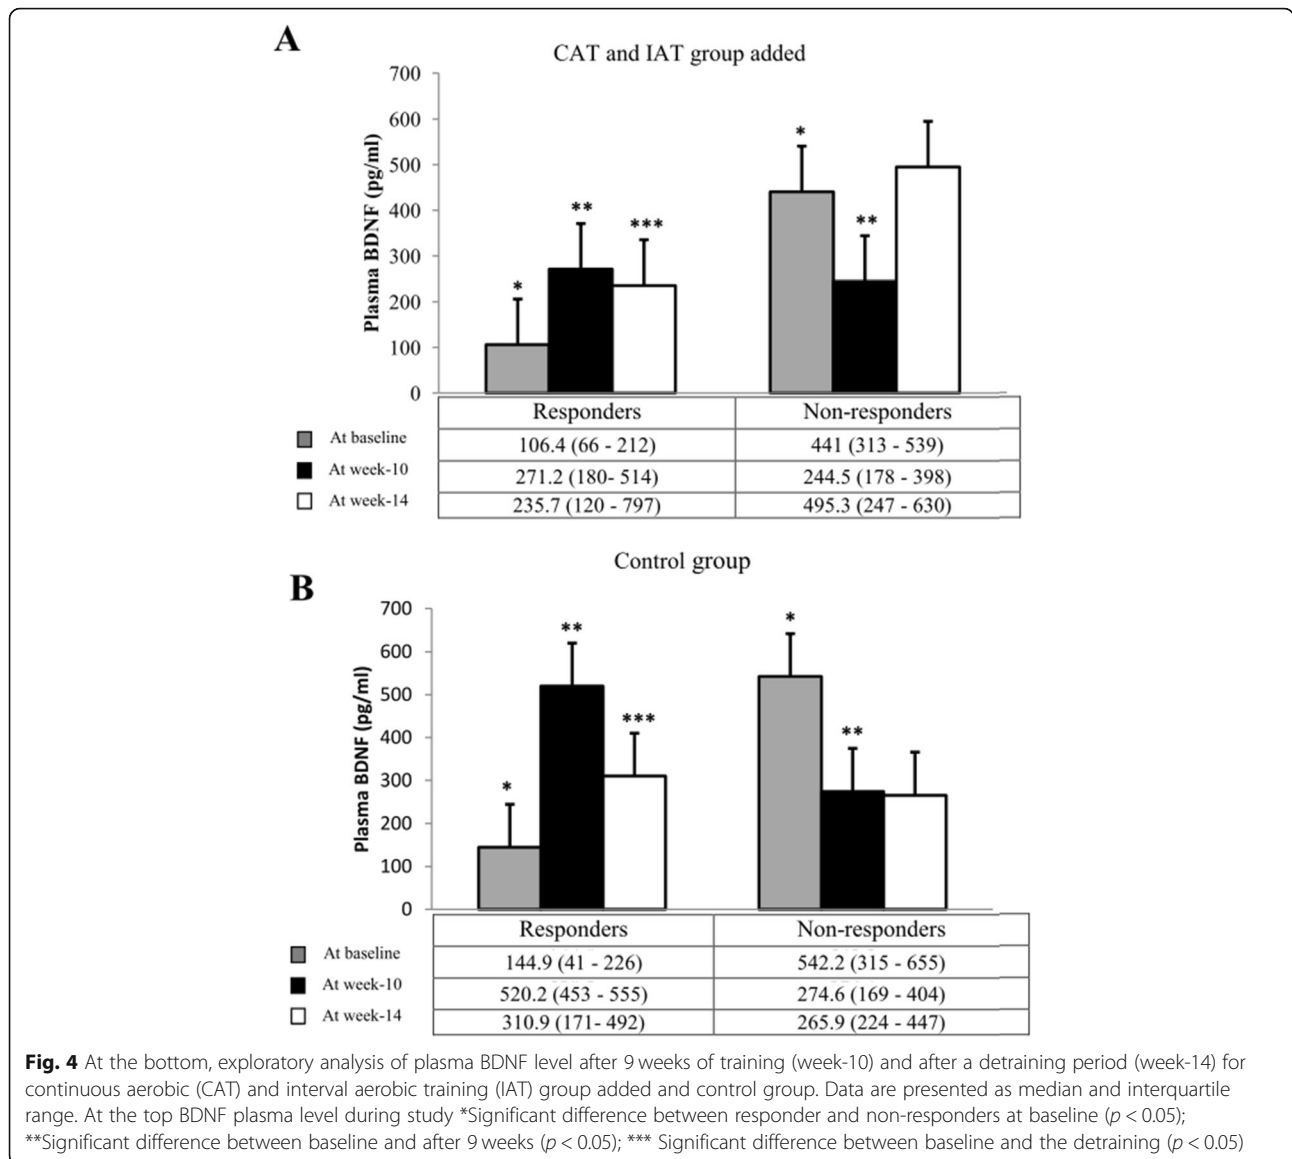 A
CAT and IAT group added
700
600
500
400
300
200
100
0
Plasma BDNF (pg/ml)
*
**
***
*
**
Responders Non-responders
At baseline 106.4 (66 - 212) 441 (313 - 539)
At week-10 271.2 (180- 514) 244.5 (178 - 398)
At week-14 235.7 (120 - 797) 495.3 (247 - 630)
Control group
B
700
600
500
400
300
200
100
0
Plasma BDNF (pg/ml)
*
**
***
*
**
Responders Non-responders
At baseline 144.9 (41 - 226) 542.2 (315 - 655)
At week-10 520.2 (453 - 555) 274.6 (169 - 404)
At week-14 310.9 (171- 492) 265.9 (224 - 447)
Fig. 4 At the bottom, exploratory analysis of plasma BDNF level after 9 weeks of training (week-10) and after a detraining period (week-14) for
continuous aerobic (CAT) and interval aerobic training (IAT) group added and control group. Data are presented as median and interquartile
range. At the top BDNF plasma level during study *Significant difference between responder and non-responders at baseline (p < 0.05);
**Significant difference between baseline and after 9 weeks (p < 0.05); *** Significant difference between baseline and the detraining (p < 0.05)